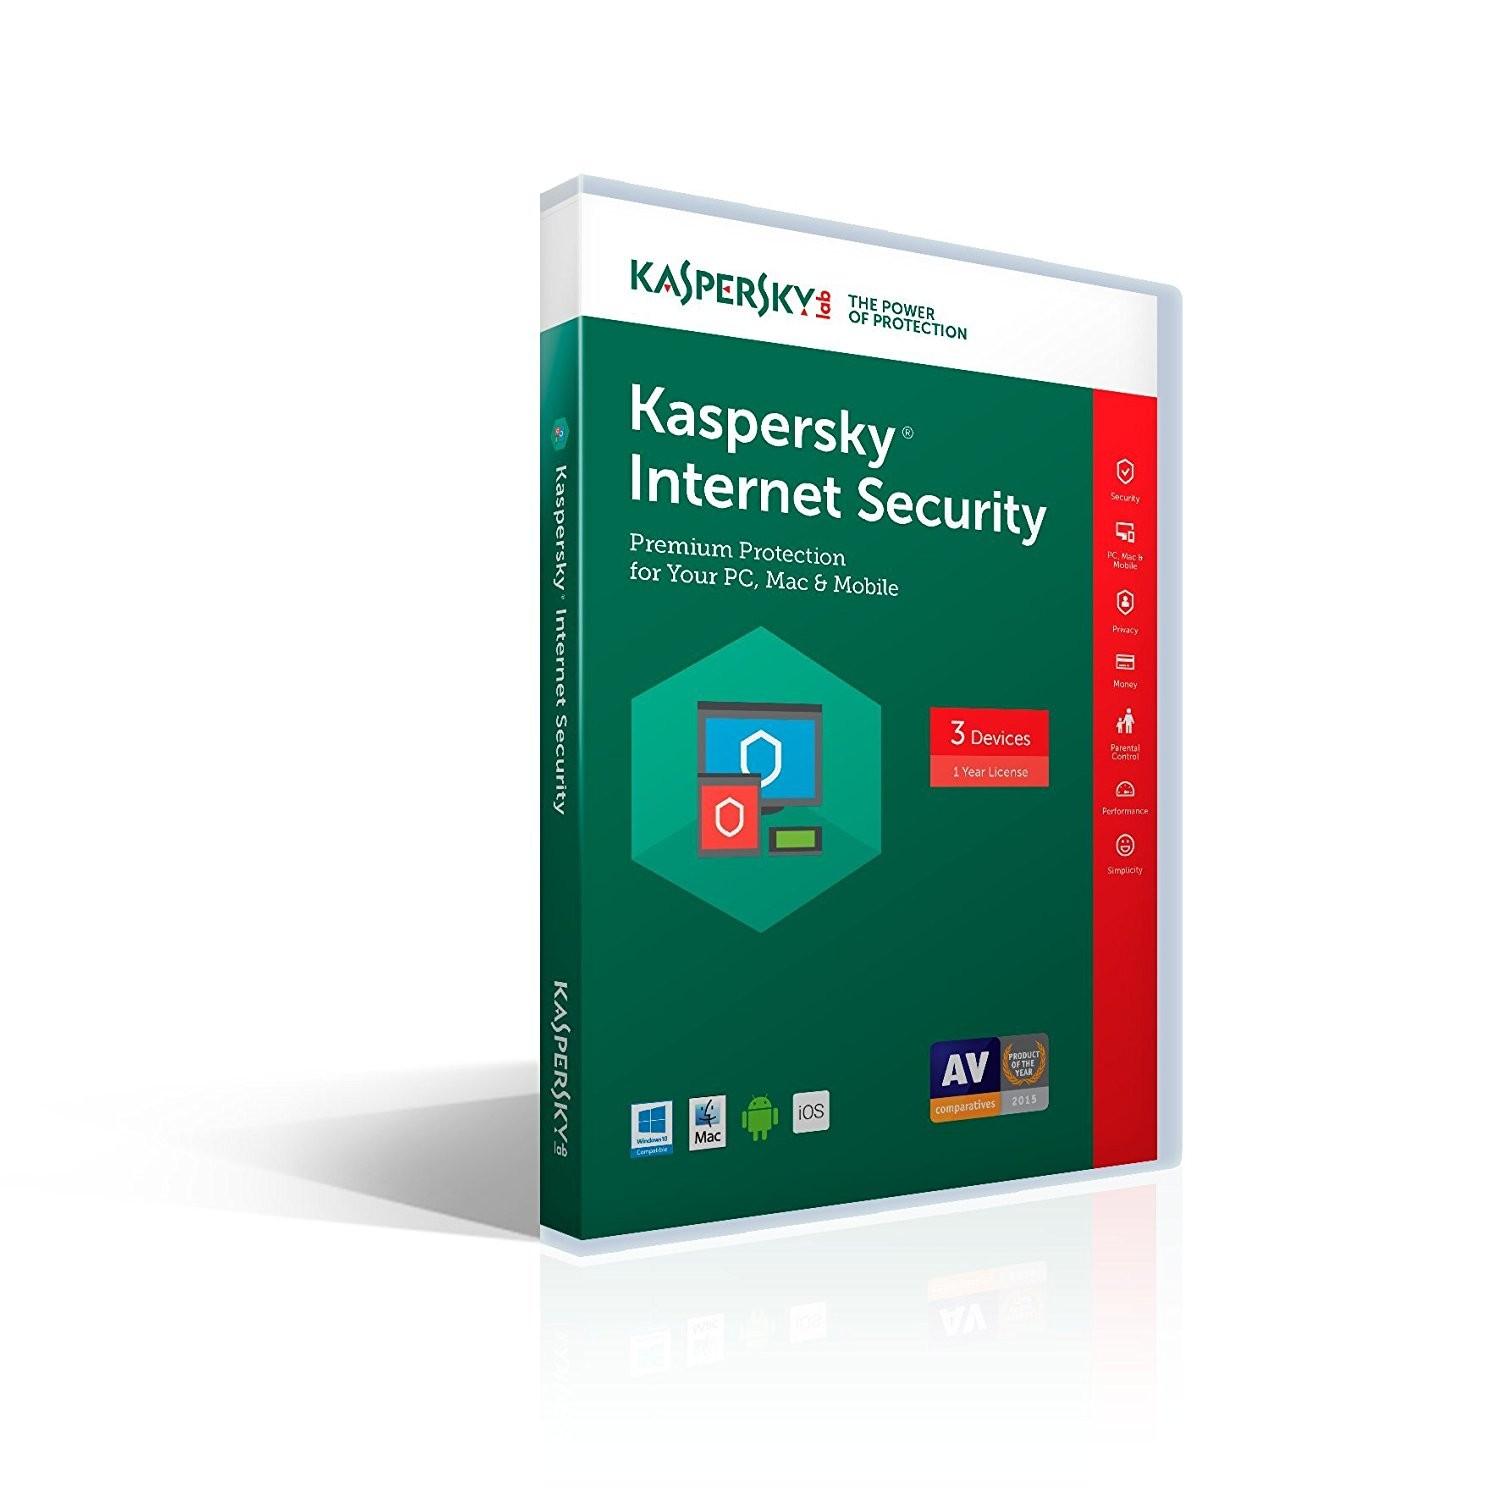 KASPERSKY lab
THE POWER
OF PROTECTION
Kaspersky®
Internet Security
Premium Protection
for Your PC, Mac & Mobile
3 Devices
1 Year License
Security
PC, Mac &
Mobile
Privacy
Money
Parental
Control
Performance
Simplicity
Windows 10
Compatible
Mac
iOS
AV
comparatives
PRODUCT
OF THE
YEAR
2015
Kaspersky® Internet Security
KASPERSKY lab